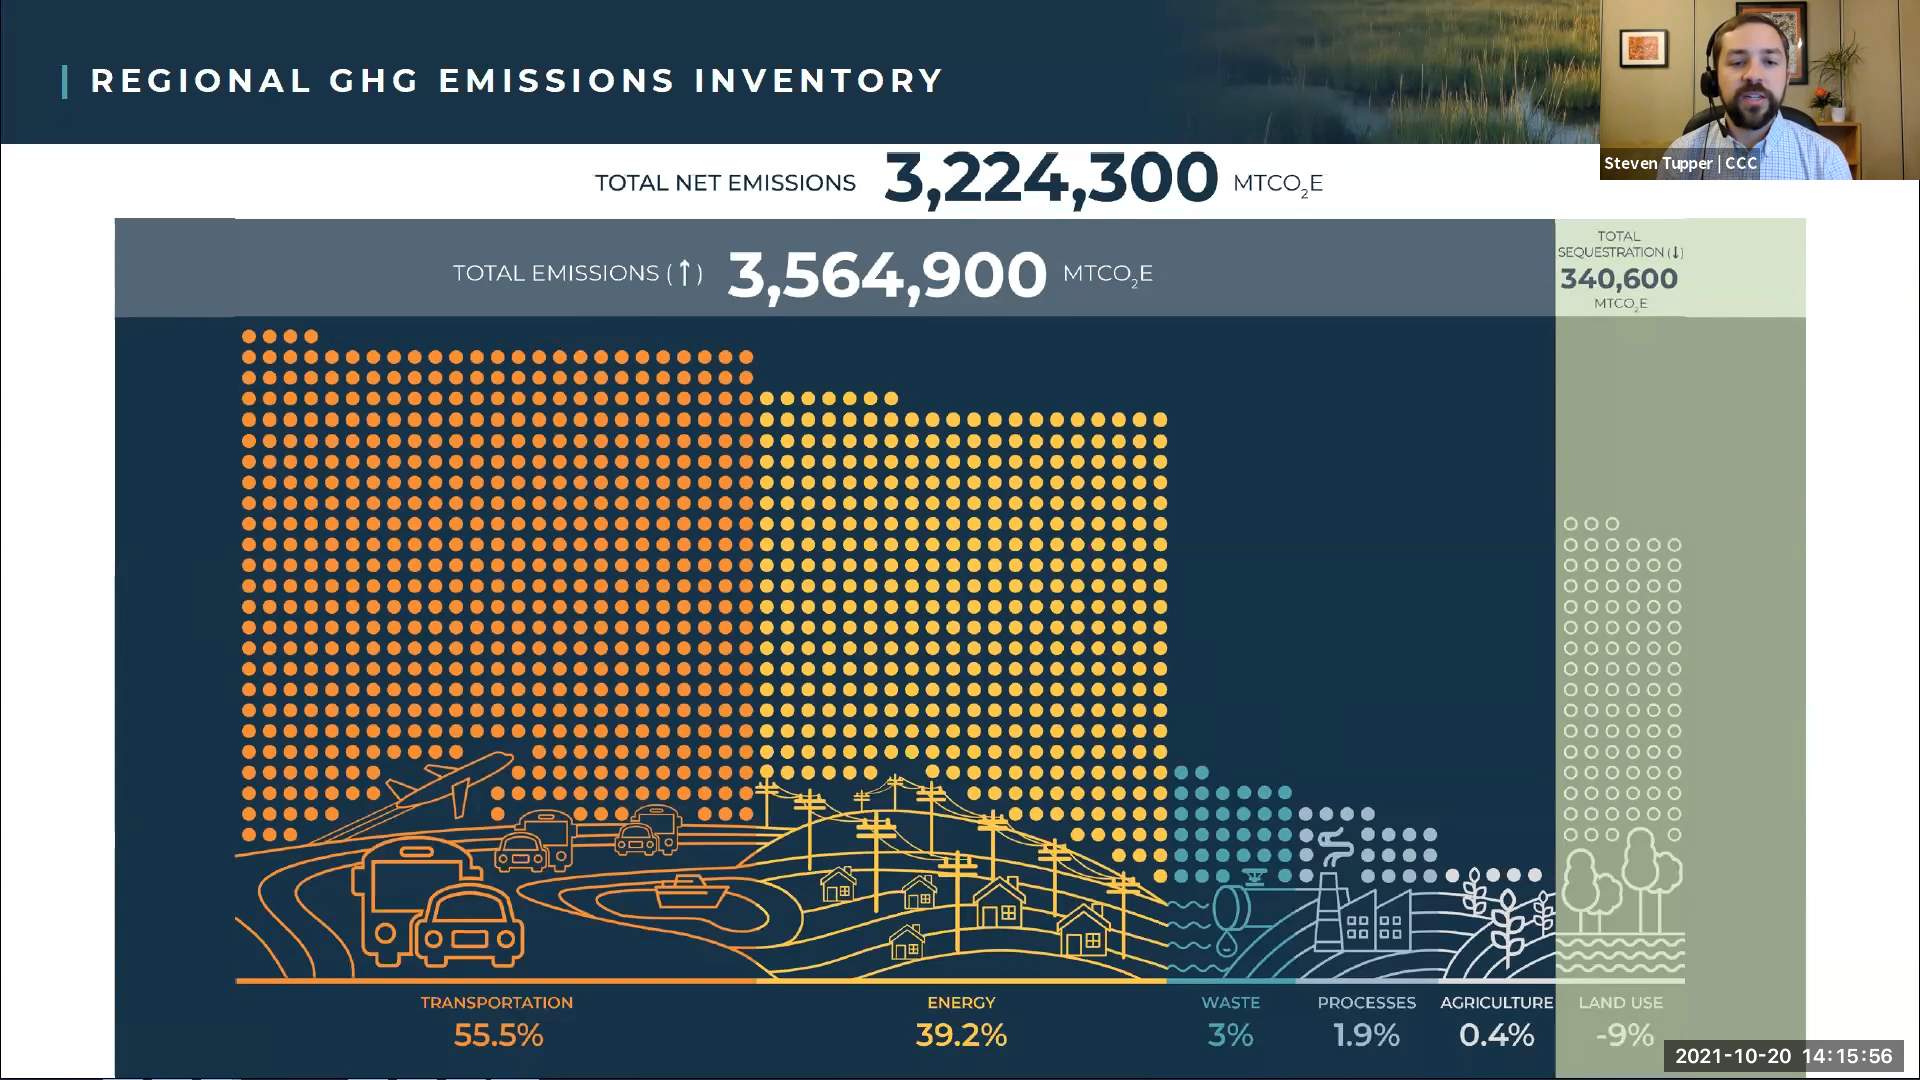 REGIONAL GHG EMISSIONS INVENTORY
Steven Tupper | CCC
TOTAL NET EMISSIONS 3,224,300 MTCO2E
TOTAL EMISSIONS (↑) 3,564,900 MTCO2E
TOTAL
SEQUESTRATION (↓)
340,600
MTCO2E
TRANSPORTATION
55.5%
ENERGY
39.2%
WASTE
3%
PROCESSES
1.9%
AGRICULTURE
0.4%
LAND USE
-9%
2021-10-20 14:15:56